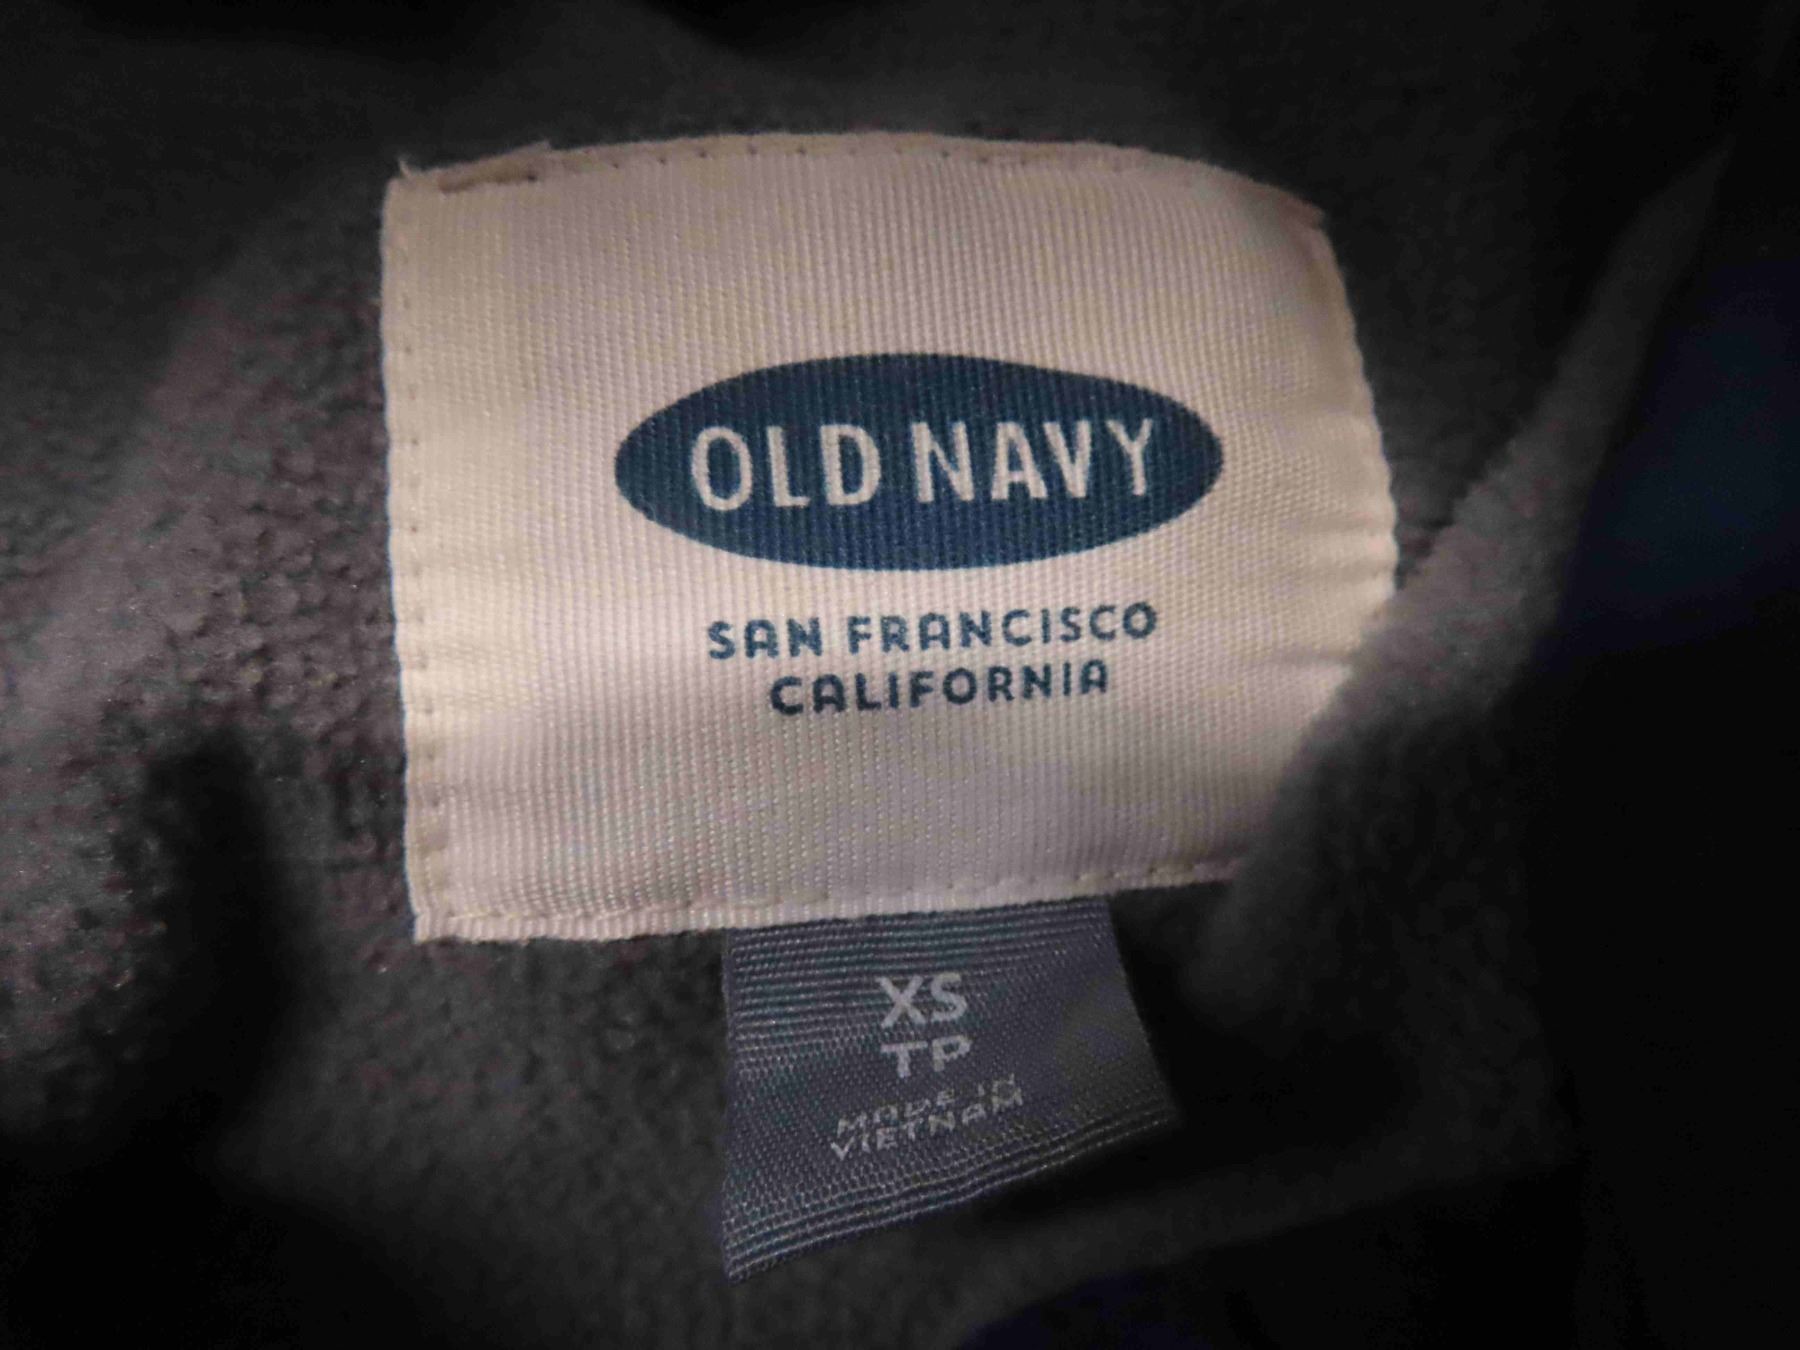 OLD NAVY
SAN FRANCISCO
CALIFORNIA
XS
TP
MADE IN
VIETNAM